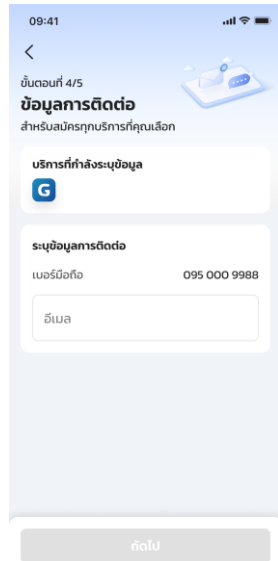 09:41
ขั้นตอนที่ 4/5
ข้อมูลการติดต่อ
สำหรับสมัครทุกบริการที่คุณเลือก
บริการที่กำลังระบุข้อมูล
G
ระบุข้อมูลการติดต่อ
เบอร์มือถือ 095 000 9988
อีเมล
ถัดไป